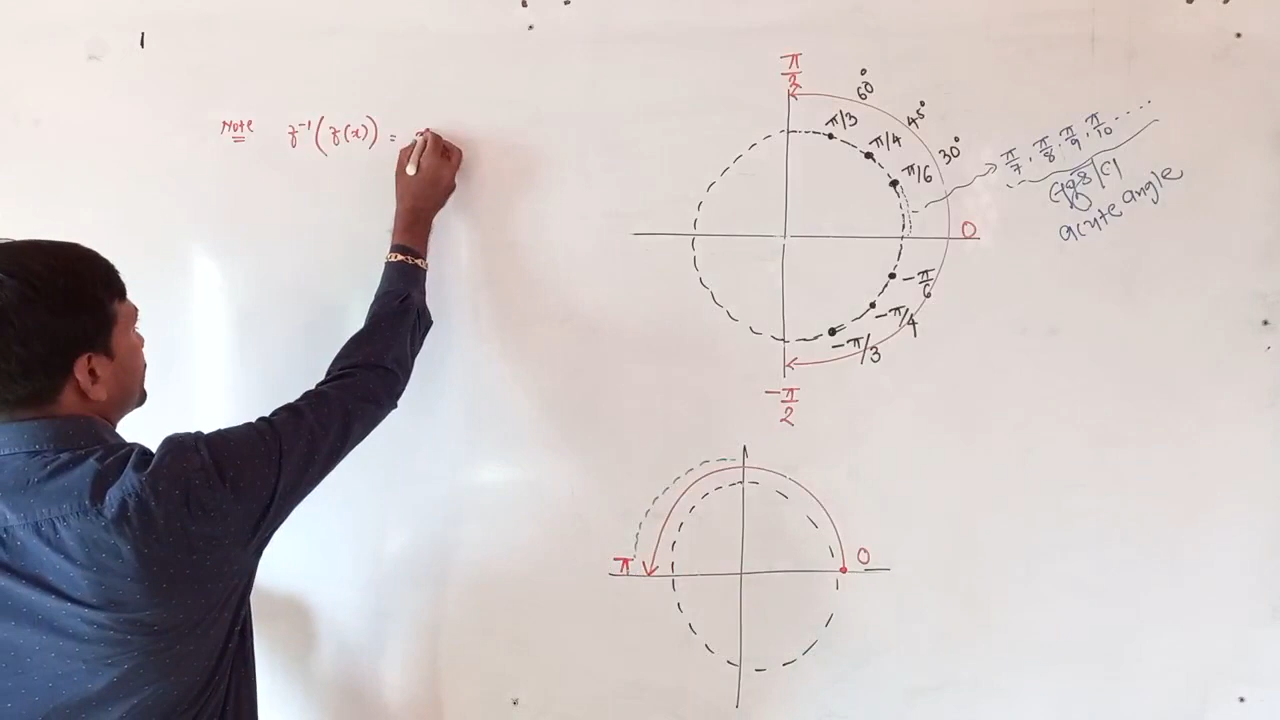 Note f⁻¹(f(x)) =
π/2
60°
45°
30°
π/3
π/4
π/6
π/7, π/8, π/9, π/10 ....
acute angle
0
-π/6
-π/4
-π/3
-π/2
π
0